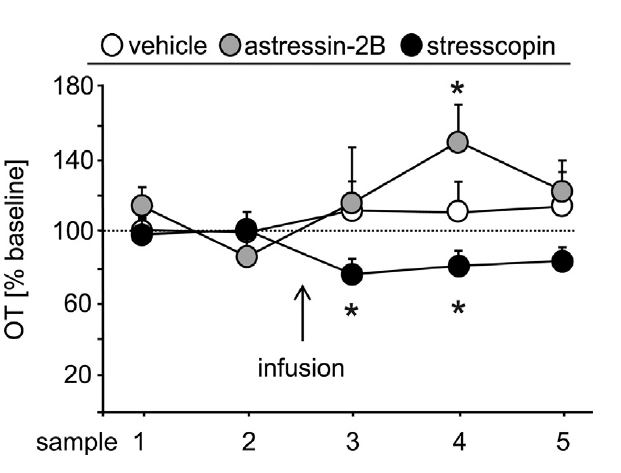 vehicle astressin-2B stresscopin
180
*
140
OT [% baseline]
100
60
* *
infusion
20
sample 1 2 3 4 5